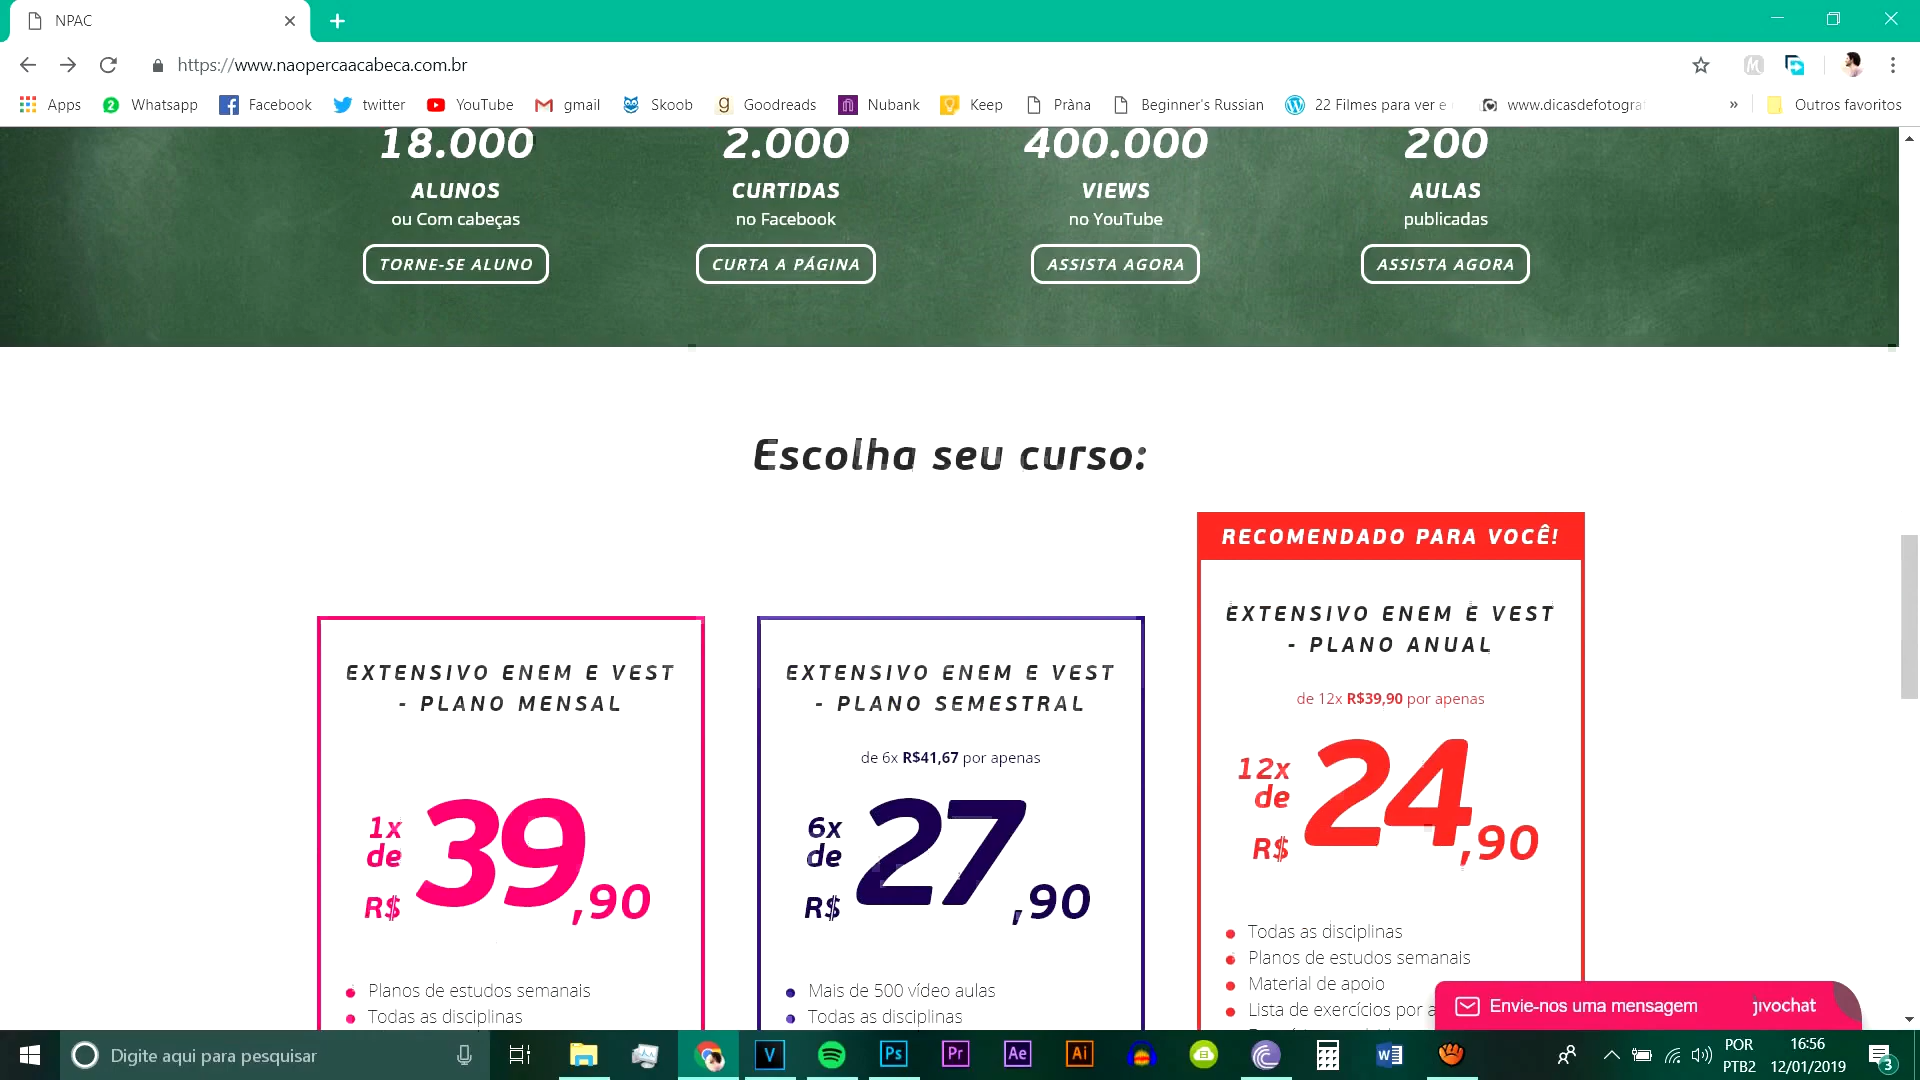 NPAC
https://www.naopercaacabeca.com.br
Apps Whatsapp Facebook twitter YouTube gmail Skoob Goodreads Nubank Keep Pràna Beginner's Russian 22 Filmes para ver e www.dicasdefotogra » Outros favoritos
18.000 2.000 400.000 200
ALUNOS CURTIDAS VIEWS AULAS
ou Com cabeças no Facebook no YouTube publicadas
TORNE-SE ALUNO CURTA A PÁGINA ASSISTA AGORA ASSISTA AGORA
Escolha seu curso:
EXTENSIVO ENEM E VEST
- PLANO MENSAL
1x
de
R$ 39,90
Planos de estudos semanais
Todas as disciplinas
EXTENSIVO ENEM E VEST
- PLANO SEMESTRAL
de 6x R$41,67 por apenas
6x
de
R$ 27,90
Mais de 500 vídeo aulas
Todas as disciplinas
RECOMENDADO PARA VOCÊ!
EXTENSIVO ENEM E VEST
- PLANO ANUAL
de 12x R$39,90 por apenas
12x
de
R$ 24,90
Todas as disciplinas
Planos de estudos semanais
Material de apoio
Lista de exercícios por a
Envie-nos uma mensagem jivochat
Digite aqui para pesquisar
V Ps Pr Ae Ai
POR
PTB2
16:56
12/01/2019
3